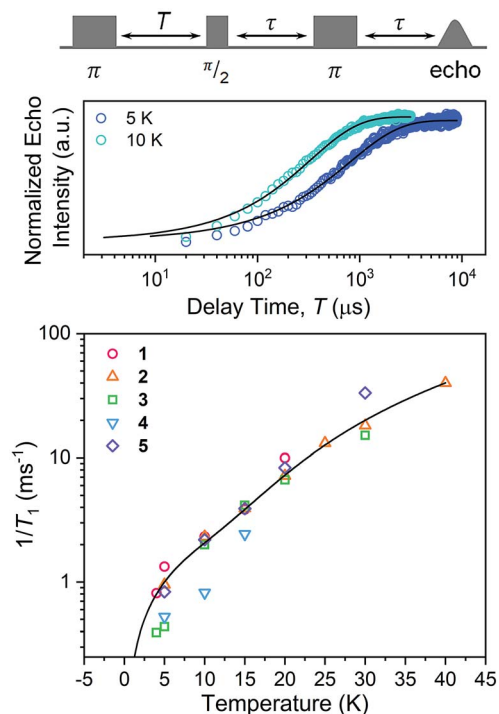 T τ τ
π π/2 π echo
Normalized Echo
Intensity (a.u.)
5 K
10 K
10¹ 10² 10³ 10⁴
Delay Time, T (μs)
1/T₁ (ms⁻¹)
100
10
1
1
2
3
4
5
-5 0 5 10 15 20 25 30 35 40 45
Temperature (K)